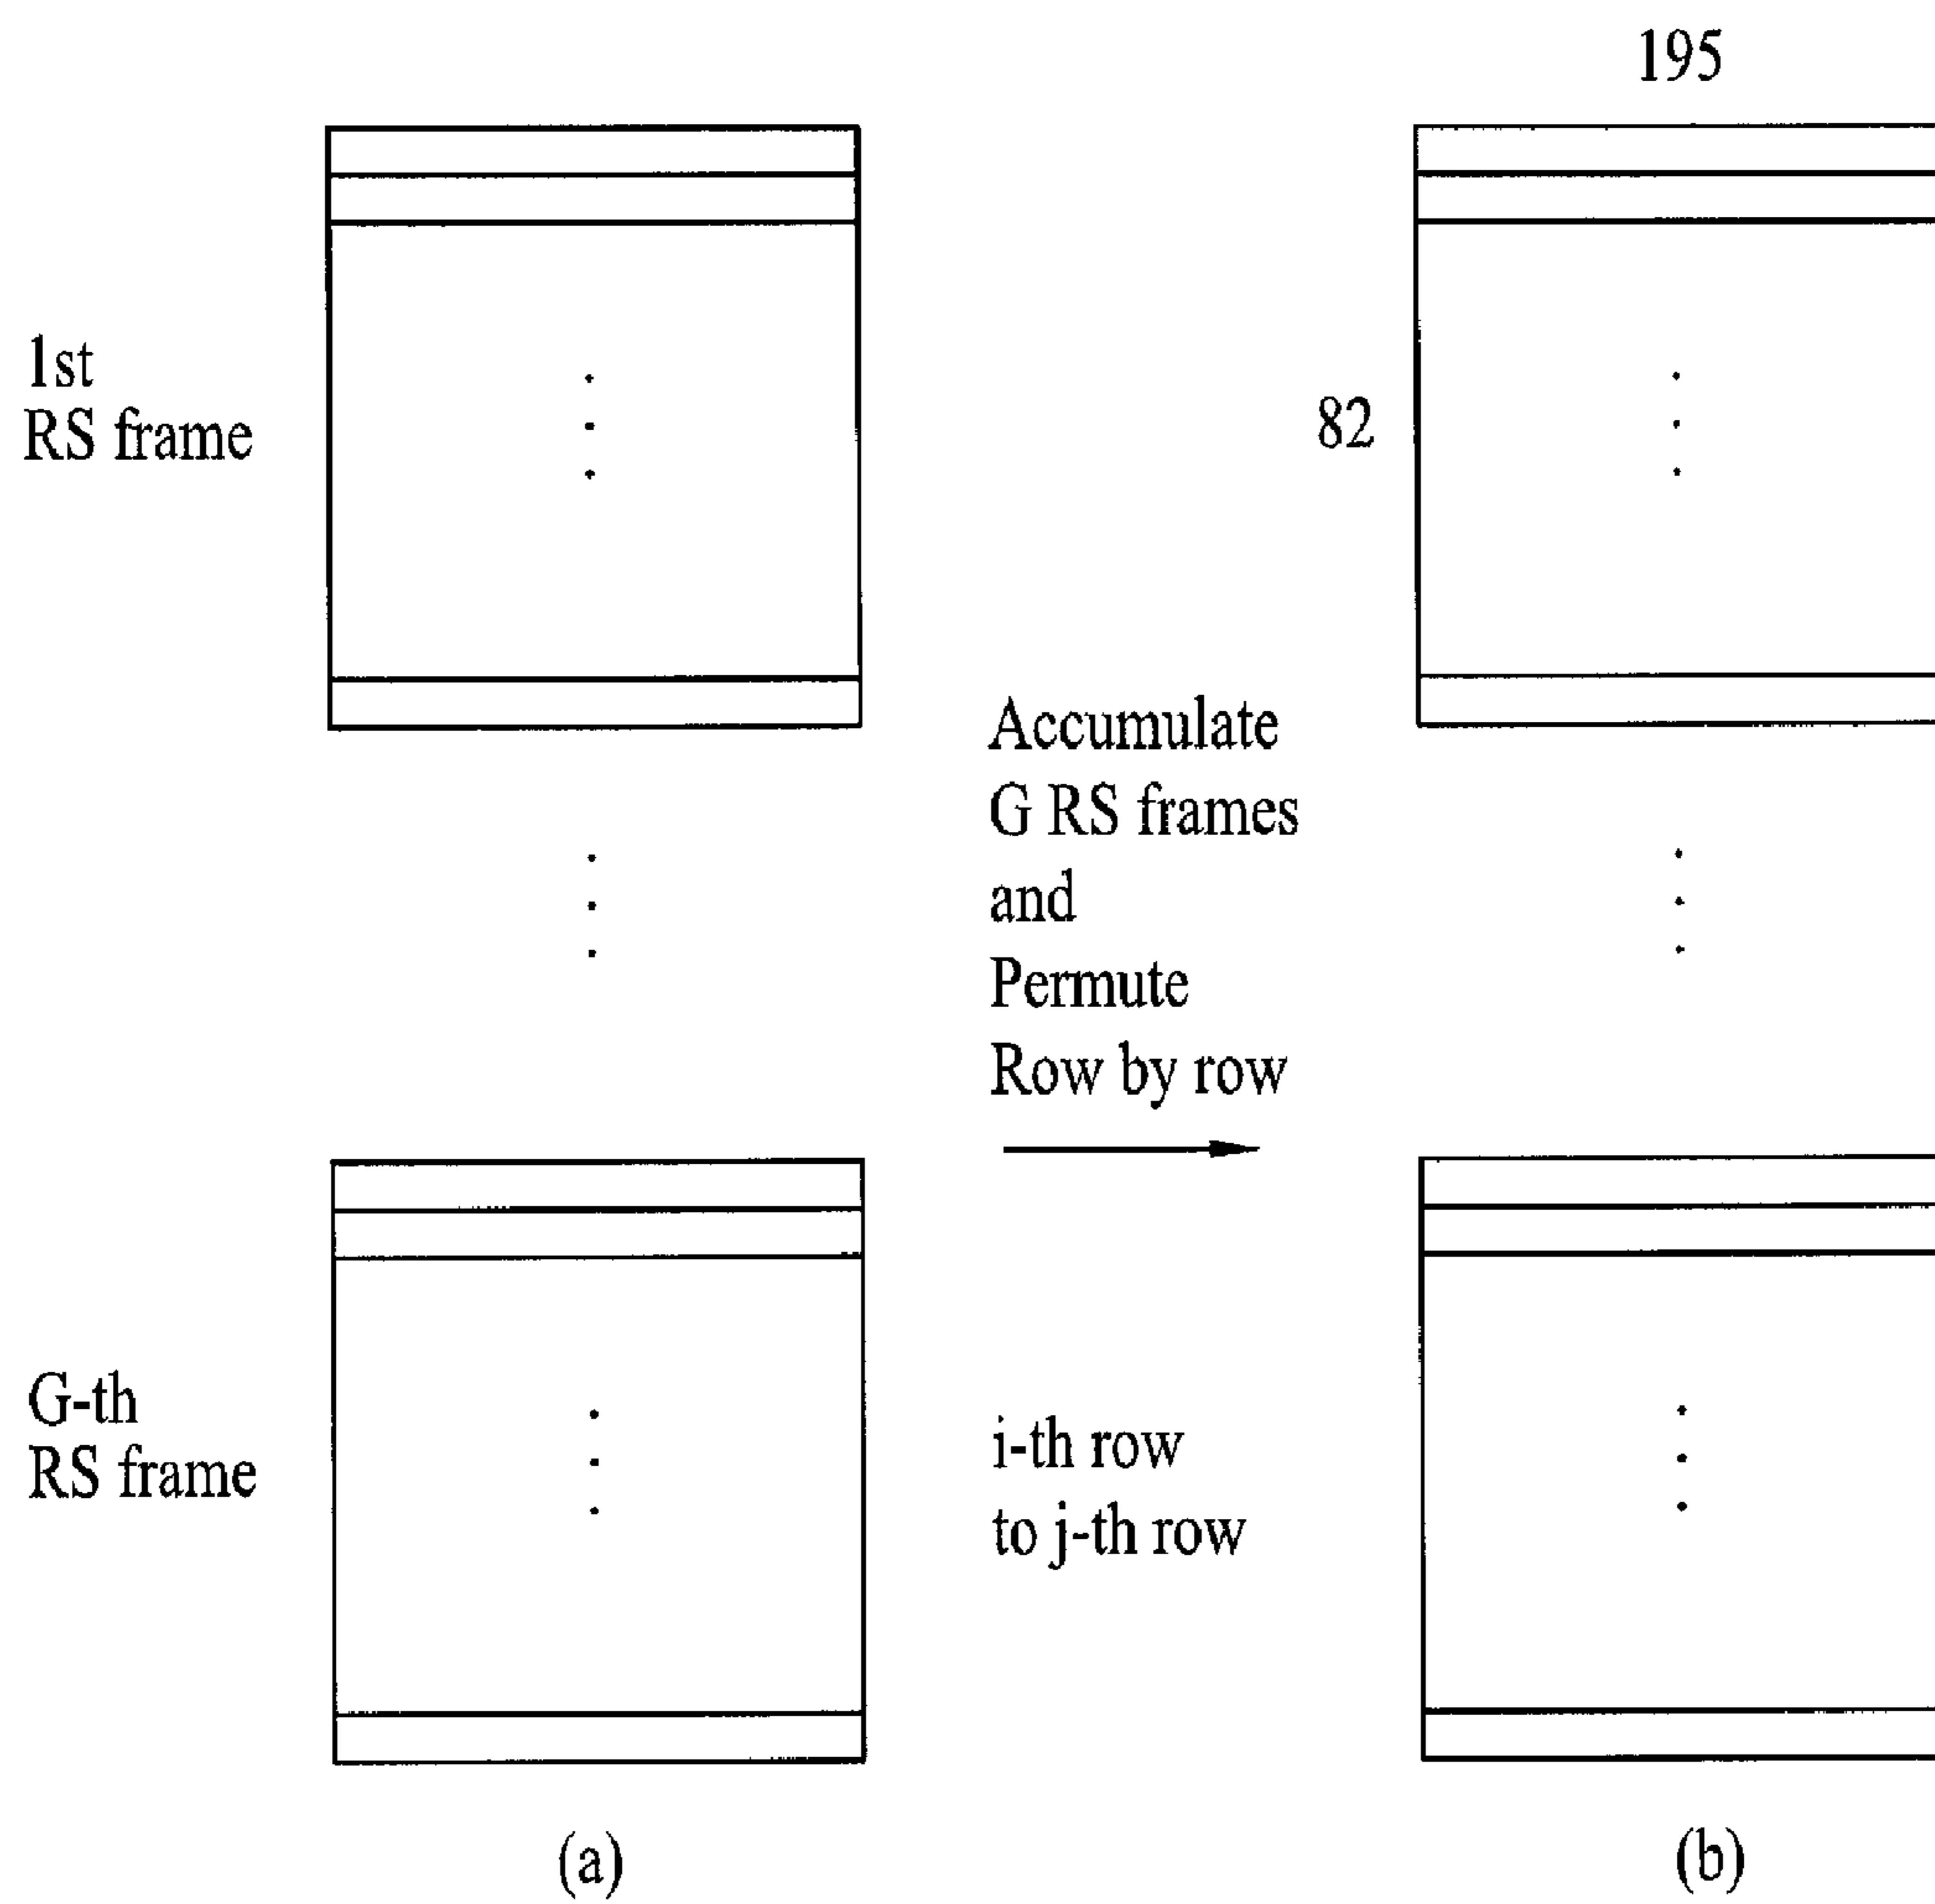 195
1st
RS frame
82
Accumulate
G RS frames
and
Permute
Row by row
G-th
RS frame
i-th row
to j-th row
(a)
(b)